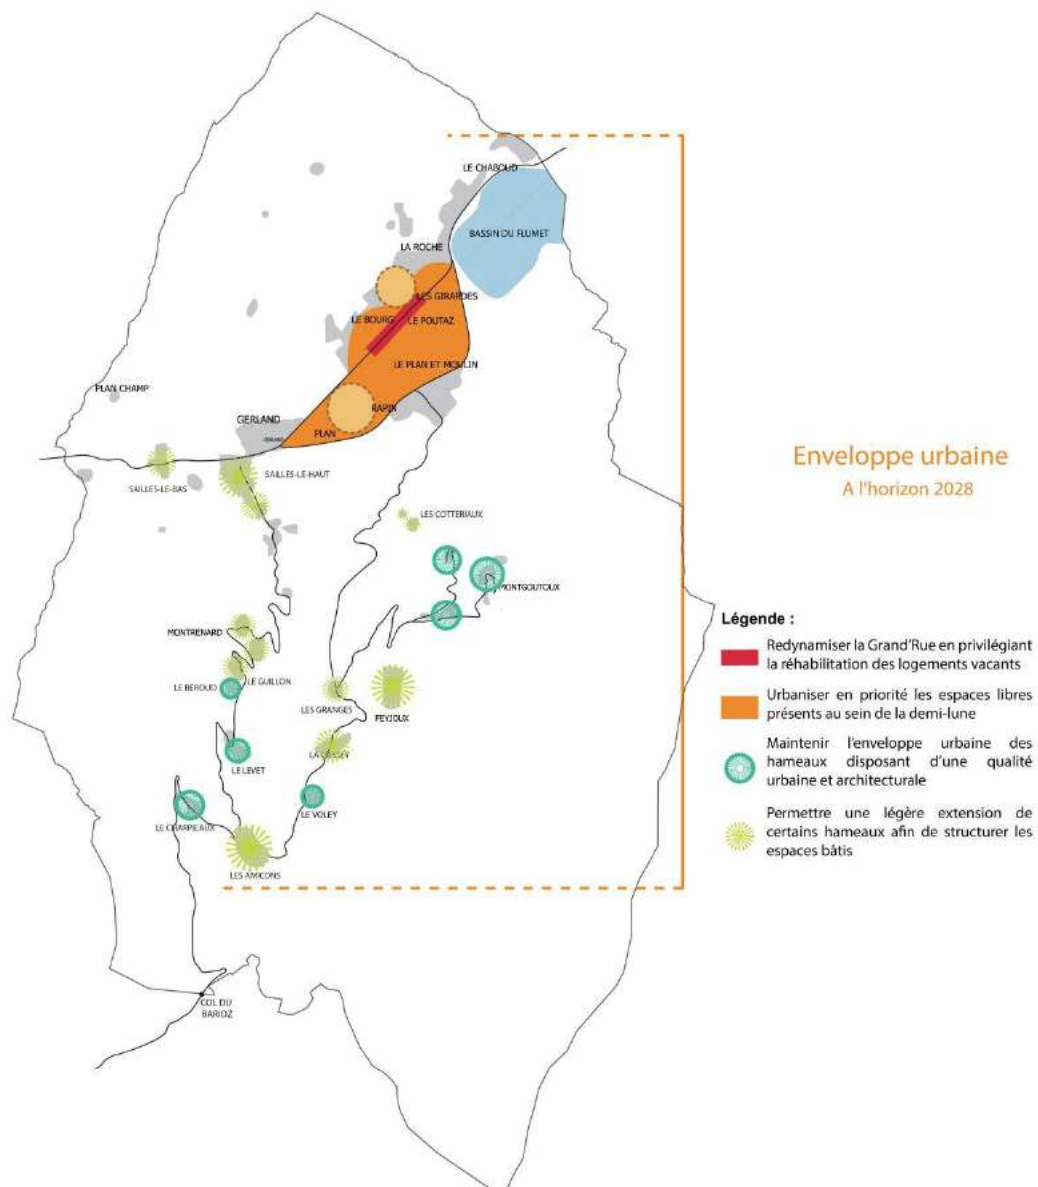 LE CHABOUD
BASSIN DU FLUMET
LA ROCHE
LES GIRARDES
LE BOURG
LE POUTAZ
LE PLAN ET MOULIN
PLAN CHAMP
RAPIN
GERLAND
PLAN
SAILLES-LE-HAUT
SAILLES-LE-BAS
LES COTTERIAUX
MONTGOUTOUX
MONTRENARD
LE GUILLON
LE BEROUD
LES GRANGES
FEYJOUX
LE LEVET
LE VOLEY
LE CHARPIEAUX
LES AMICONS
COL DU
BARIOZ
Enveloppe urbaine
A l'horizon 2028
Légende :
Redynamiser la Grand'Rue en privilégiant
la réhabilitation des logements vacants
Urbaniser en priorité les espaces libres
présents au sein de la demi-lune
Maintenir l'enveloppe urbaine des
hameaux disposant d'une qualité
urbaine et architecturale
Permettre une légère extension de
certains hameaux afin de structurer les
espaces bâtis